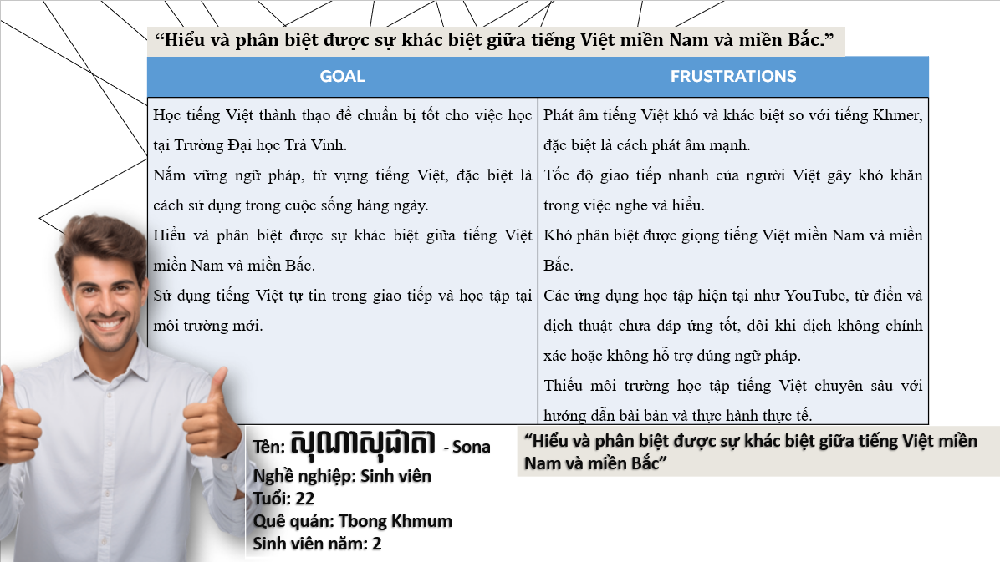 “Hiểu và phân biệt được sự khác biệt giữa tiếng Việt miền Nam và miền Bắc.”
GOAL
Học tiếng Việt thành thạo để chuẩn bị tốt cho việc học
tại Trường Đại học Trà Vinh.
Nắm vững ngữ pháp, từ vựng tiếng Việt, đặc biệt là
cách sử dụng trong cuộc sống hàng ngày.
Hiểu và phân biệt được sự khác biệt giữa tiếng Việt
miền Nam và miền Bắc.
Sử dụng tiếng Việt tự tin trong giao tiếp và học tập tại
môi trường mới.
FRUSTRATIONS
Phát âm tiếng Việt khó và khác biệt so với tiếng Khmer,
đặc biệt là cách phát âm mạnh.
Tốc độ giao tiếp nhanh của người Việt gây khó khăn
trong việc nghe và hiểu.
Khó phân biệt được giọng tiếng Việt miền Nam và miền
Bắc.
Các ứng dụng học tập hiện tại như YouTube, từ điển và
dịch thuật chưa đáp ứng tốt, đôi khi dịch không chính
xác hoặc không hỗ trợ đúng ngữ pháp.
Thiếu môi trường học tập tiếng Việt chuyên sâu với
hướng dẫn bài bản và thực hành thực tế.
Tên: សុណាសុជាតា - Sona
Nghề nghiệp: Sinh viên
Tuổi: 22
Quê quán: Tbong Khmum
Sinh viên năm: 2
“Hiểu và phân biệt được sự khác biệt giữa tiếng Việt miền
Nam và miền Bắc”